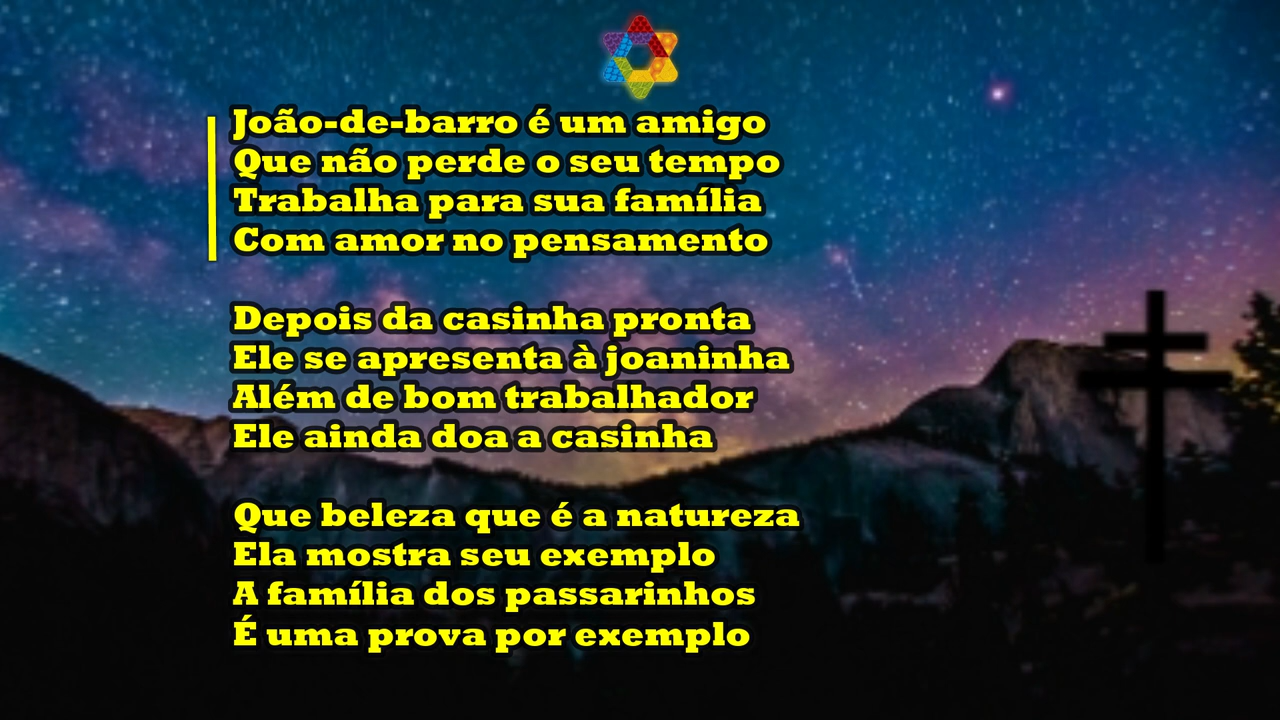 João-de-barro é um amigo
Que não perde o seu tempo
Trabalha para sua família
Com amor no pensamento
Depois da casinha pronta
Ele se apresenta à joaninha
Além de bom trabalhador
Ele ainda doa a casinha
Que beleza que é a natureza
Ela mostra seu exemplo
A família dos passarinhos
É uma prova por exemplo